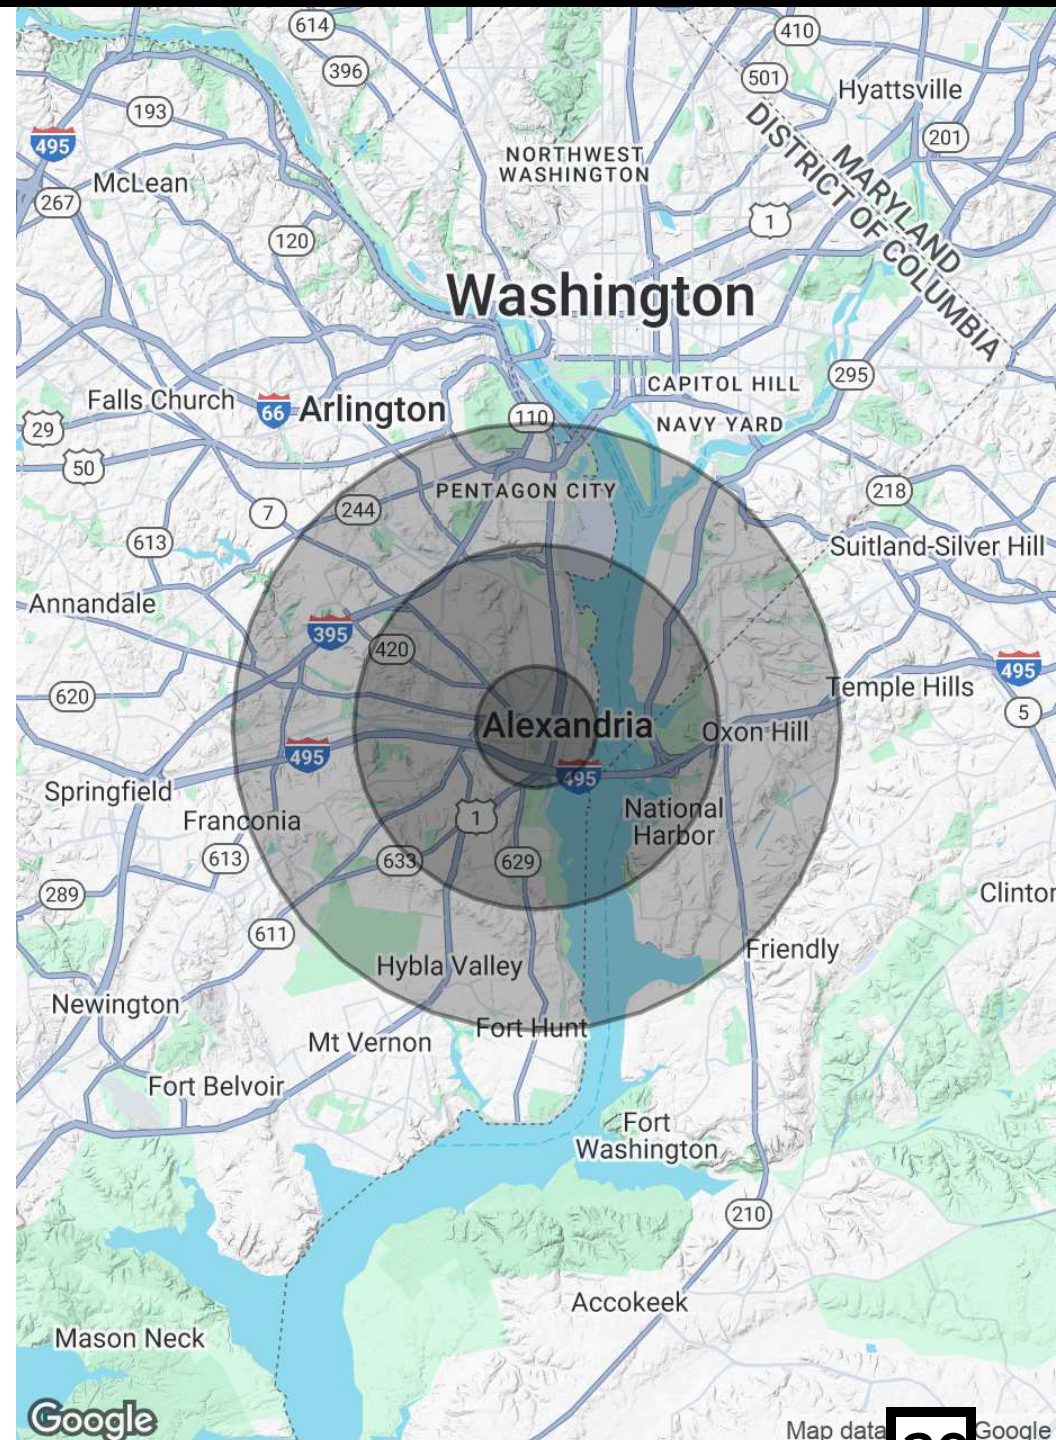 614
410
396
501
Hyattsville
193
201
495
NORTHWEST
WASHINGTON
MARYLAND
DISTRICT OF COLUMBIA
McLean
267
1
120
Washington
295
CAPITOL HILL
Falls Church
66
Arlington
110
NAVY YARD
29
50
PENTAGON CITY
218
244
7
613
Suitland-Silver Hill
Annandale
395
420
495
Temple Hills
620
5
Alexandria
Oxon Hill
495
495
Springfield
National
Harbor
Franconia
1
613
633
629
289
Clinton
611
Friendly
Hybla Valley
Newington
Fort Hunt
Mt Vernon
Fort Belvoir
Fort
Washington
210
Accokeek
Mason Neck
Google
Map data
Google